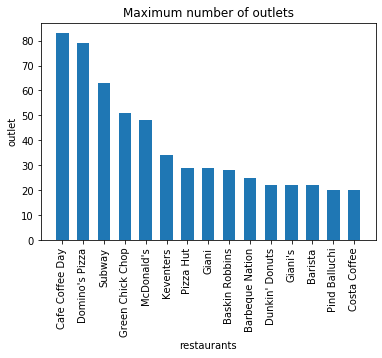 Maximum number of outlets
outlet
80
70
60
50
40
30
20
10
0
Cafe Coffee Day
Domino's Pizza
Subway
Green Chick Chop
McDonald's
Keventers
Pizza Hut
Giani
Baskin Robbins
Barbeque Nation
Dunkin' Donuts
Giani's
Barista
Pind Balluchi
Costa Coffee
restaurants